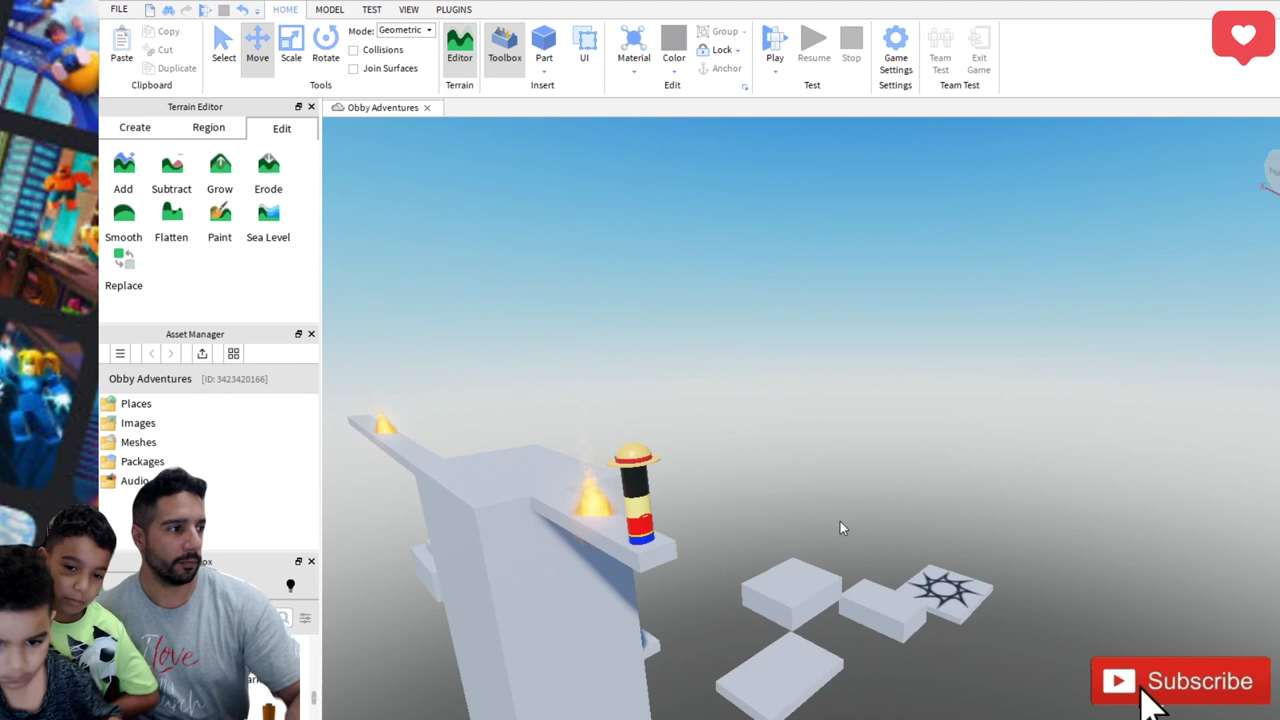 FILE HOME MODEL TEST VIEW PLUGINS
Paste
Copy
Cut
Duplicate
Clipboard
Select
Move
Scale
Rotate
Mode: Geometric
Collisions
Join Surfaces
Tools
Editor
Terrain
Toolbox
Part
UI
Insert
Material
Color
Group
Lock
Anchor
Edit
Play
Resume
Stop
Test
Game
Settings
Settings
Team
Test
Exit
Game
Team Test
Terrain Editor
Obby Adventures
Create Region Edit
Add Subtract Grow Erode
Smooth Flatten Paint Sea Level
Replace
Asset Manager
Obby Adventures [ID: 3423420166]
Places
Images
Meshes
Packages
Audio
I love
Subscribe